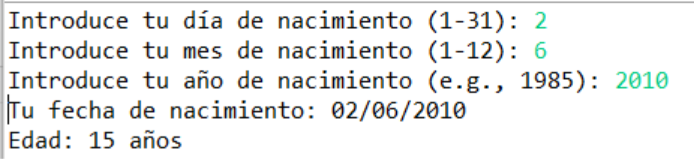 Introduce tu día de nacimiento (1-31): 2
Introduce tu mes de nacimiento (1-12): 6
Introduce tu año de nacimiento (e.g., 1985): 2010
Tu fecha de nacimiento: 02/06/2010
Edad: 15 años